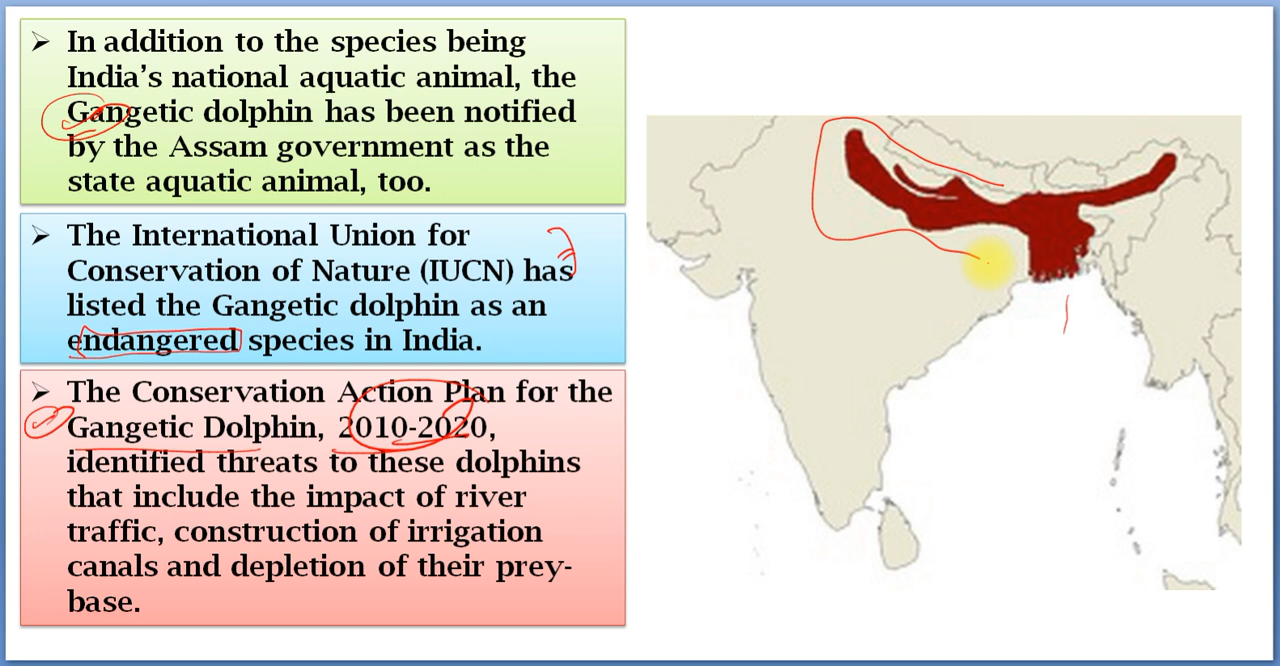 ➢ In addition to the species being
India's national aquatic animal, the
Gangetic dolphin has been notified
by the Assam government as the
state aquatic animal, too.
➢ The International Union for
Conservation of Nature (IUCN) has
listed the Gangetic dolphin as an
endangered species in India.
➢ The Conservation Action Plan for the
Gangetic Dolphin, 2010-2020,
identified threats to these dolphins
that include the impact of river
traffic, construction of irrigation
canals and depletion of their prey-
base.